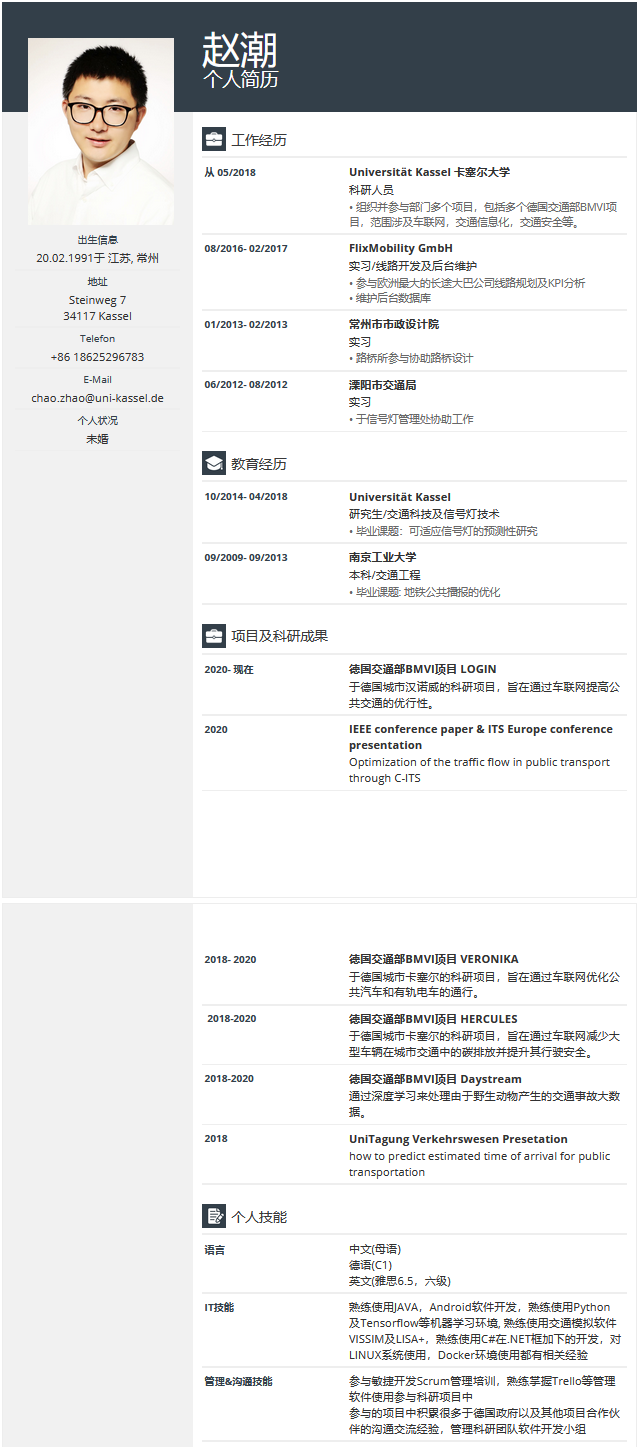 赵潮
个人简历
出生信息
20.02.1991于 江苏, 常州
地址
Steinweg 7
34117 Kassel
Telefon
+86 18625296783
E-Mail
chao.zhao@uni-kassel.de
个人状况
未婚
工作经历
从 05/2018
Universität Kassel 卡塞尔大学
科研人员
• 组织并参与部门多个项目，包括多个德国交通部BMVI项
目，范围涉及车联网，交通信息化，交通安全等。
08/2016- 02/2017
FlixMobility GmbH
实习/线路开发及后台维护
• 参与欧洲最大的长途大巴公司线路规划及KPI分析
• 维护后台数据库
01/2013- 02/2013
常州市市政设计院
实习
• 路桥所参与协助路桥设计
06/2012- 08/2012
溧阳市交通局
实习
• 于信号灯管理处协助工作
教育经历
10/2014- 04/2018
Universität Kassel
研究生/交通科技及信号灯技术
• 毕业课题：可适应信号灯的预测性研究
09/2009- 09/2013
南京工业大学
本科/交通工程
• 毕业课题: 地铁公共播报的优化
项目及科研成果
2020- 现在
德国交通部BMVI项目 LOGIN
于德国城市汉诺威的科研项目，旨在通过车联网提高公
共交通的优行性。
2020
IEEE conference paper & ITS Europe conference
presentation
Optimization of the traffic flow in public transport
through C-ITS
2018- 2020
德国交通部BMVI项目 VERONIKA
于德国城市卡塞尔的科研项目，旨在通过车联网优化公
共汽车和有轨电车的通行。
2018-2020
德国交通部BMVI项目 HERCULES
于德国城市卡塞尔的科研项目，旨在通过车联网减少大
型车辆在城市交通中的碳排放并提升其行驶安全。
2018-2020
德国交通部BMVI项目 Daystream
通过深度学习来处理由于野生动物产生的交通事故大数
据。
2018
UniTagung Verkehrswesen Presetation
how to predict estimated time of arrival for public
transportation
个人技能
语言
中文(母语)
德语(C1)
英文(雅思6.5，六级)
IT技能
熟练使用JAVA，Android软件开发，熟练使用Python
及Tensorflow等机器学习环境, 熟练使用交通模拟软件
VISSIM及LISA+，熟练使用C#在.NET框加下的开发，对
LINUX系统使用，Docker环境使用都有相关经验
管理&沟通技能
参与敏捷开发Scrum管理培训，熟练掌握Trello等管理
软件使用参与科研项目中
参与的项目中积累很多于德国政府以及其他项目合作伙
伴的沟通交流经验，管理科研团队软件开发小组